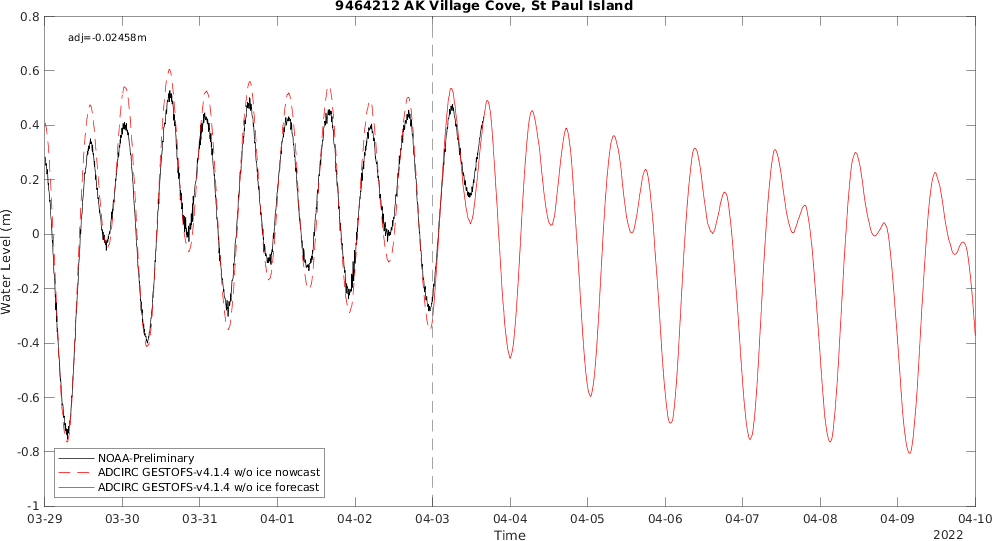 9464212 AK Village Cove, St Paul Island
adj=-0.02458m
0.8
0.6
0.4
0.2
0
-0.2
-0.4
-0.6
-0.8
-1
Water Level (m)
NOAA-Preliminary
ADCIRC GESTOFS-v4.1.4 w/o ice nowcast
ADCIRC GESTOFS-v4.1.4 w/o ice forecast
03-29 03-30 03-31 04-01 04-02 04-03 04-04 04-05 04-06 04-07 04-08 04-09 04-10
Time
2022